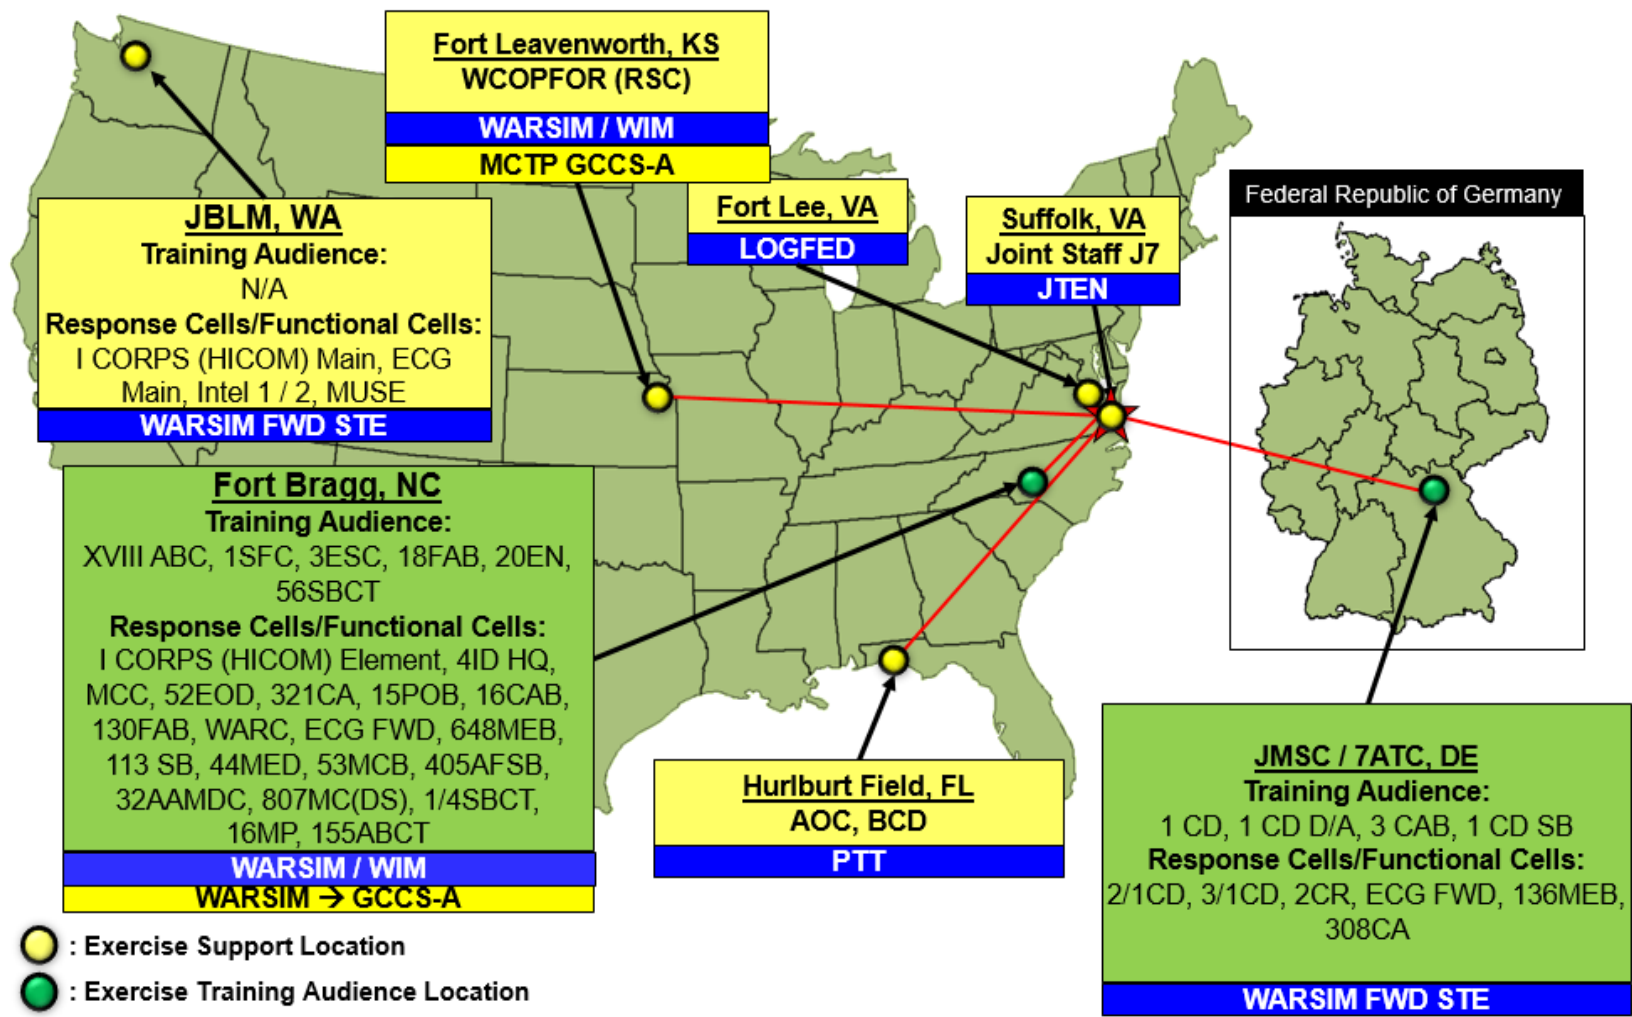 Fort Leavenworth, KS
WCOPFOR (RSC)
WARSIM / WIM
MCTP GCCS-A
Fort Lee, VA
LOGFED
Suffolk, VA
Joint Staff J7
JTEN
Federal Republic of Germany
JBLM, WA
Training Audience:
N/A
Response Cells/Functional Cells:
I CORPS (HICOM) Main, ECG
Main, Intel 1 / 2, MUSE
WARSIM FWD STE
Fort Bragg, NC
Training Audience:
XVIII ABC, 1SFC, 3ESC, 18FAB, 20EN,
56SBCT
Response Cells/Functional Cells:
I CORPS (HICOM) Element, 4ID HQ,
MCC, 52EOD, 321CA, 15POB, 16CAB,
130FAB, WARC, ECG FWD, 648MEB,
113 SB, 44MED, 53MCB, 405AFSB,
32AAMDC, 807MC(DS), 1/4SBCT,
16MP, 155ABCT
WARSIM / WIM
WARSIM → GCCS-A
Hurlburt Field, FL
AOC, BCD
PTT
JMSC / 7ATC, DE
Training Audience:
1 CD, 1 CD D/A, 3 CAB, 1 CD SB
Response Cells/Functional Cells:
2/1CD, 3/1CD, 2CR, ECG FWD, 136MEB,
308CA
WARSIM FWD STE
: Exercise Support Location
: Exercise Training Audience Location